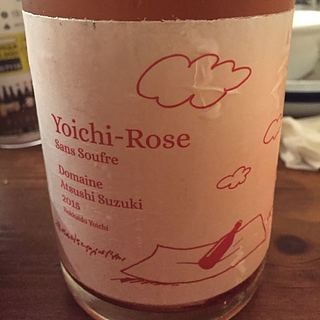 Yoichi-Rose
Sans Soufre
Domaine
Atsushi Suzuki
2015
Hokkaido Yoichi